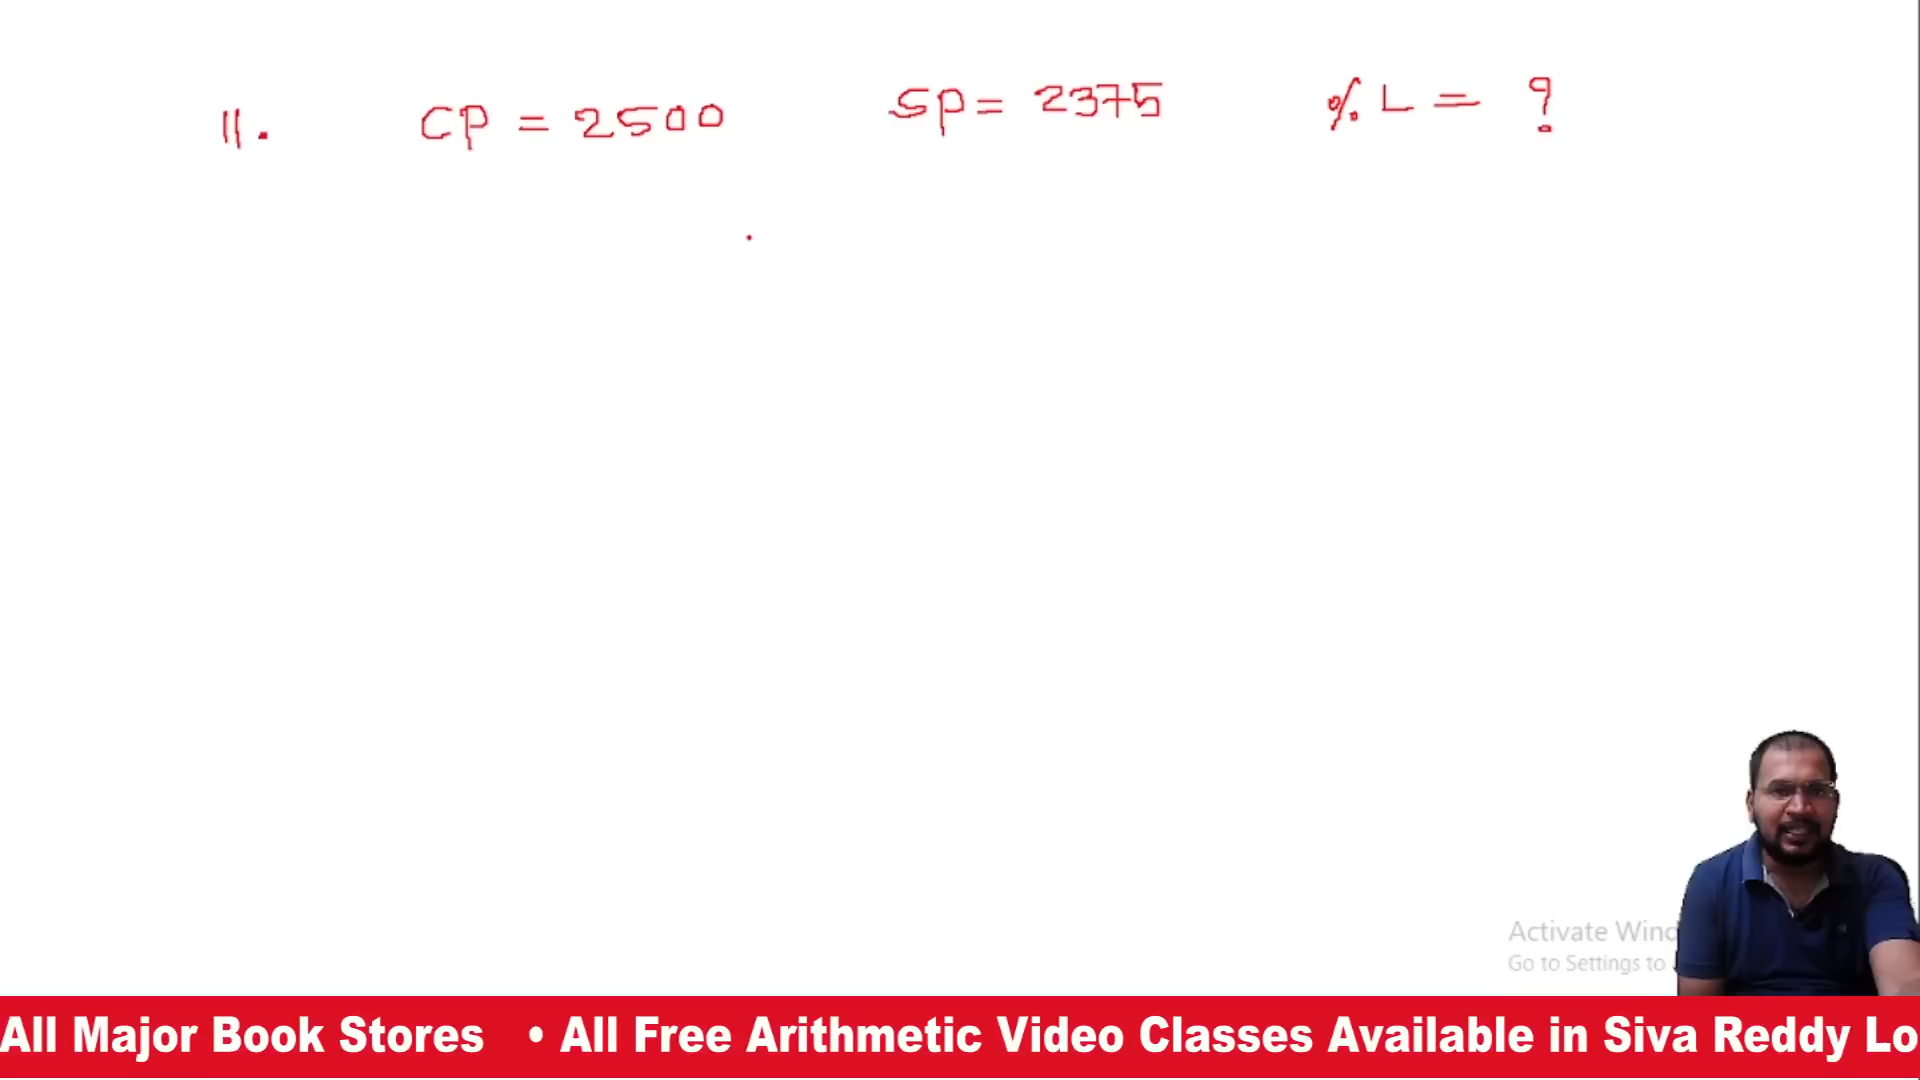 11. CP = 2500 SP = 2375 % L = ?
Activate Wind
Go to Settings to
All Major Book Stores • All Free Arithmetic Video Classes Available in Siva Reddy Lo